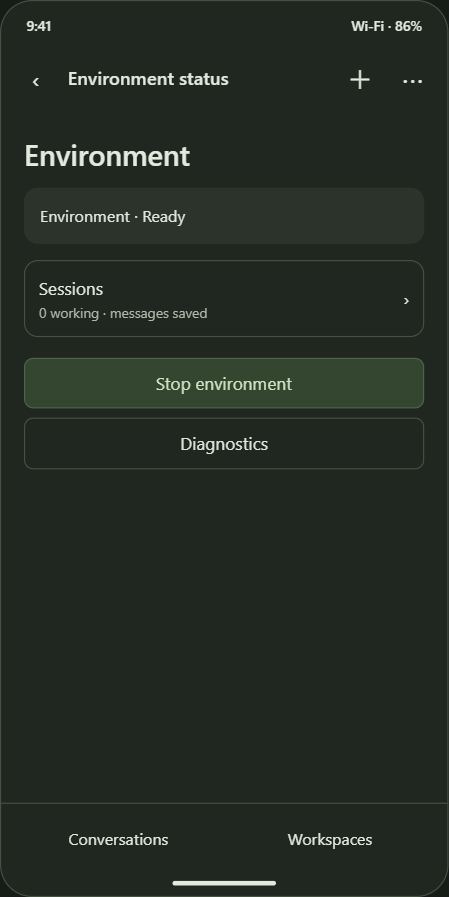 9:41
Wi-Fi · 86%
‹ Environment status + ...
Environment
Environment · Ready
Sessions
0 working · messages saved
›
Stop environment
Diagnostics
Conversations
Workspaces